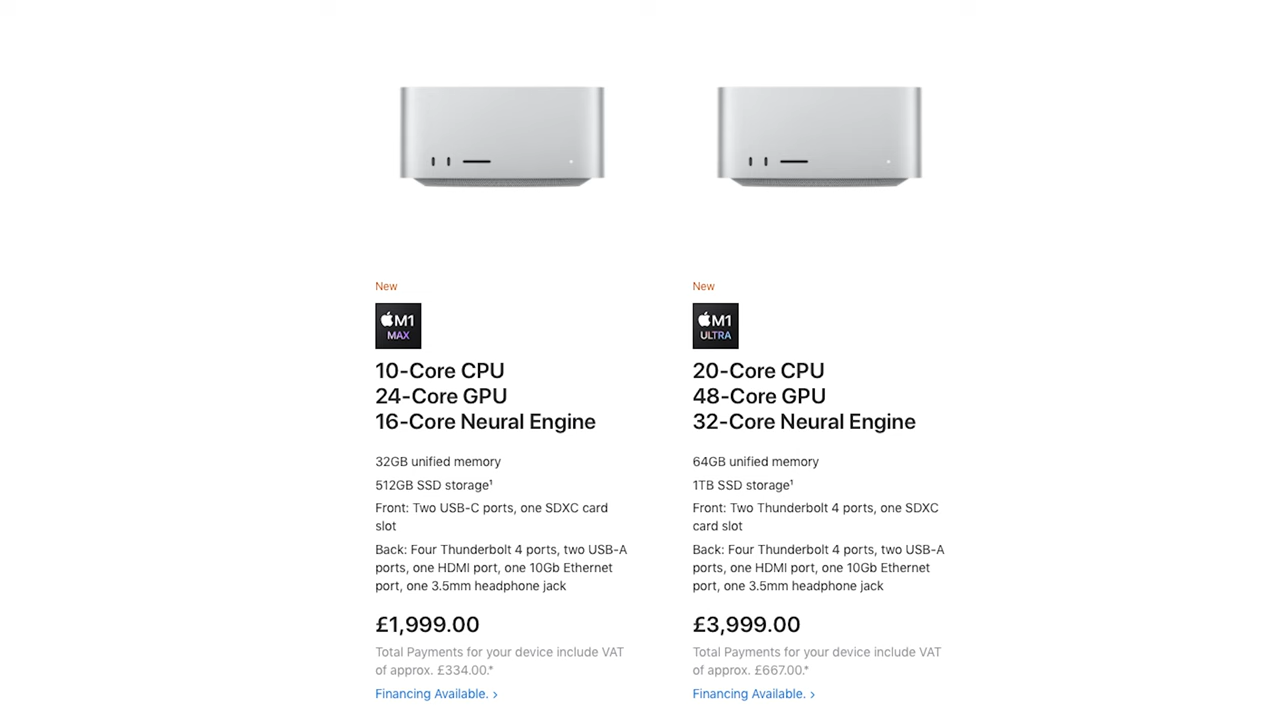 New
M1
MAX
10-Core CPU
24-Core GPU
16-Core Neural Engine
32GB unified memory
512GB SSD storage¹
Front: Two USB-C ports, one SDXC card
slot
Back: Four Thunderbolt 4 ports, two USB-A
ports, one HDMI port, one 10Gb Ethernet
port, one 3.5mm headphone jack
£1,999.00
Total Payments for your device include VAT
of approx. £334.00.*
Financing Available. ›
New
M1
ULTRA
20-Core CPU
48-Core GPU
32-Core Neural Engine
64GB unified memory
1TB SSD storage¹
Front: Two Thunderbolt 4 ports, one SDXC
card slot
Back: Four Thunderbolt 4 ports, two USB-A
ports, one HDMI port, one 10Gb Ethernet
port, one 3.5mm headphone jack
£3,999.00
Total Payments for your device include VAT
of approx. £667.00.*
Financing Available. ›